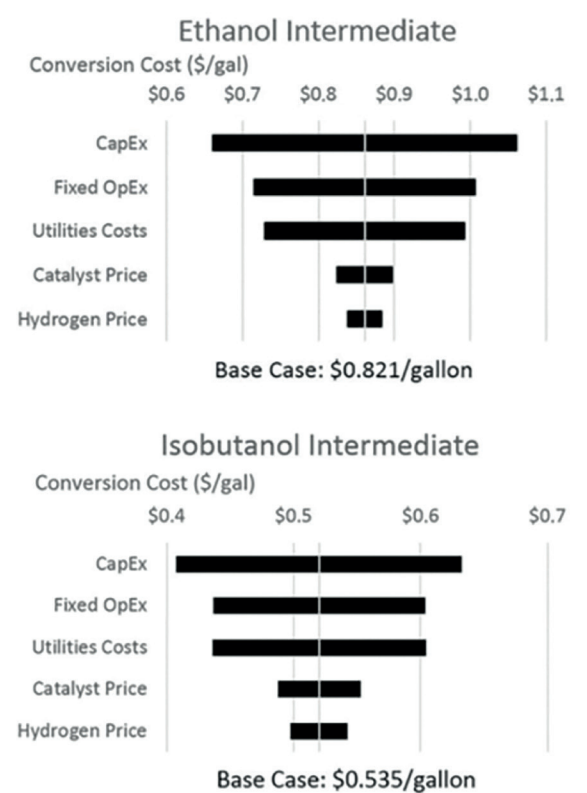 Ethanol Intermediate
Conversion Cost ($/gal)
$0.6 $0.7 $0.8 $0.9 $1.0 $1.1
CapEx
Fixed OpEx
Utilities Costs
Catalyst Price
Hydrogen Price
Base Case: $0.821/gallon
Isobutanol Intermediate
Conversion Cost ($/gal)
$0.4 $0.5 $0.6 $0.7
CapEx
Fixed OpEx
Utilities Costs
Catalyst Price
Hydrogen Price
Base Case: $0.535/gallon